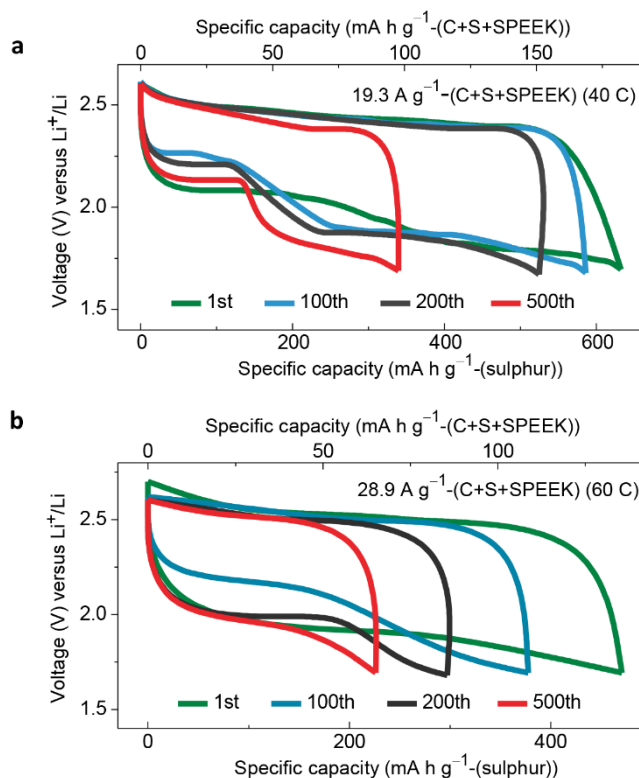 a
Specific capacity (mA h g⁻¹-(C+S+SPEEK))
0 50 100 150
19.3 A g⁻¹-(C+S+SPEEK) (40 C)
Voltage (V) versus Li⁺/Li
2.5
2.0
1.5
1st 100th 200th 500th
0 200 400 600
Specific capacity (mA h g⁻¹-(sulphur))
b
Specific capacity (mA h g⁻¹-(C+S+SPEEK))
0 50 100
28.9 A g⁻¹-(C+S+SPEEK) (60 C)
Voltage (V) versus Li⁺/Li
2.5
2.0
1.5
1st 100th 200th 500th
0 200 400
Specific capacity (mA h g⁻¹-(sulphur))